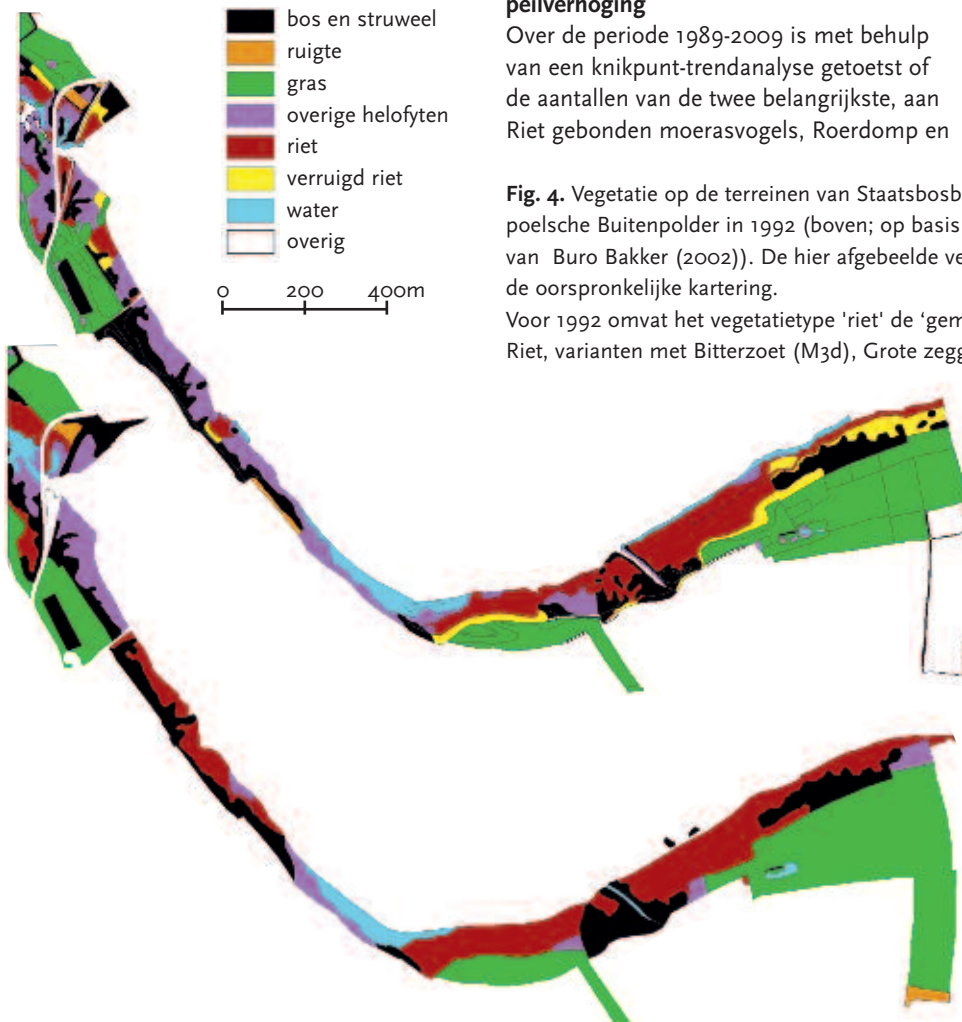 bos en struweel
ruigte
gras
overige helofyten
riet
verruigd riet
water
overig
0 200 400m
peilverhoging
Over de periode 1989-2009 is met behulp
van een knikpunt-trendanalyse getoetst of
de aantallen van de twee belangrijkste, aan
Riet gebonden moerasvogels, Roerdomp en
Fig. 4. Vegetatie op de terreinen van Staatsbosb
poelsche Buitenpolder in 1992 (boven; op basis
van Buro Bakker (2002)). De hier afgebeelde ve
de oorspronkelijke kartering.
Voor 1992 omvat het vegetatietype 'riet' de ‘gem
Riet, varianten met Bitterzoet (M3d), Grote zegg